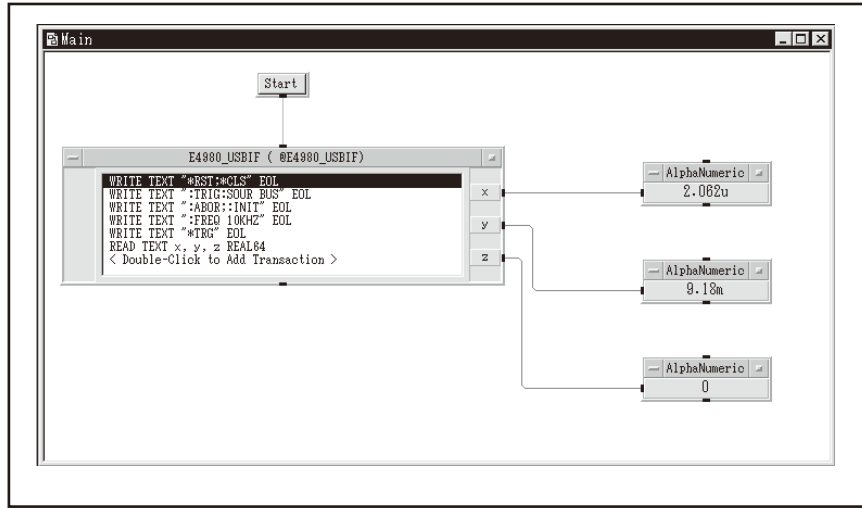 Main
Start
E4980_USBIF ( @E4980_USBIF)
WRITE TEXT "*RST;*CLS" EOL
WRITE TEXT ":TRIG:SOUR BUS" EOL
WRITE TEXT ":ABOR;:INIT" EOL
WRITE TEXT ":FREQ 10KHZ" EOL
WRITE TEXT "*TRG" EOL
READ TEXT x, y, z REAL64
< Double-Click to Add Transaction >
x
y
z
AlphaNumeric
2.062u
AlphaNumeric
9.18m
AlphaNumeric
0